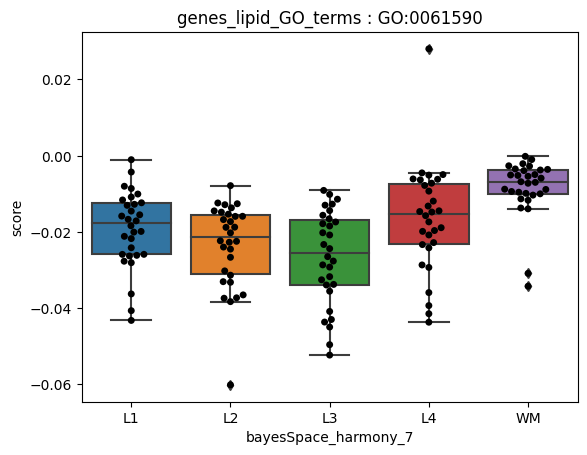 genes_lipid_GO_terms : GO:0061590
0.02
0.00
−0.02
−0.04
−0.06
score
L1 L2 L3 L4 WM
bayesSpace_harmony_7